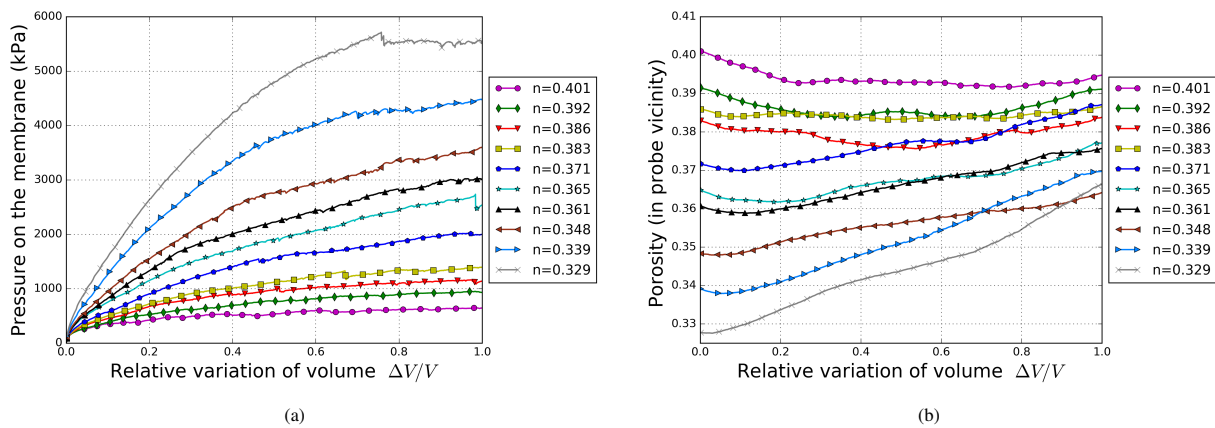 6000
5000
4000
3000
2000
1000
0
0.0 0.2 0.4 0.6 0.8 1.0
Pressure on the membrane (kPa)
Relative variation of volume ΔV/V
n=0.401
n=0.392
n=0.386
n=0.383
n=0.371
n=0.365
n=0.361
n=0.348
n=0.339
n=0.329
(a)
0.41
0.40
0.39
0.38
0.37
0.36
0.35
0.34
0.33
0.0 0.2 0.4 0.6 0.8 1.0
Porosity (in probe vicinity)
Relative variation of volume ΔV/V
n=0.401
n=0.392
n=0.386
n=0.383
n=0.371
n=0.365
n=0.361
n=0.348
n=0.339
n=0.329
(b)